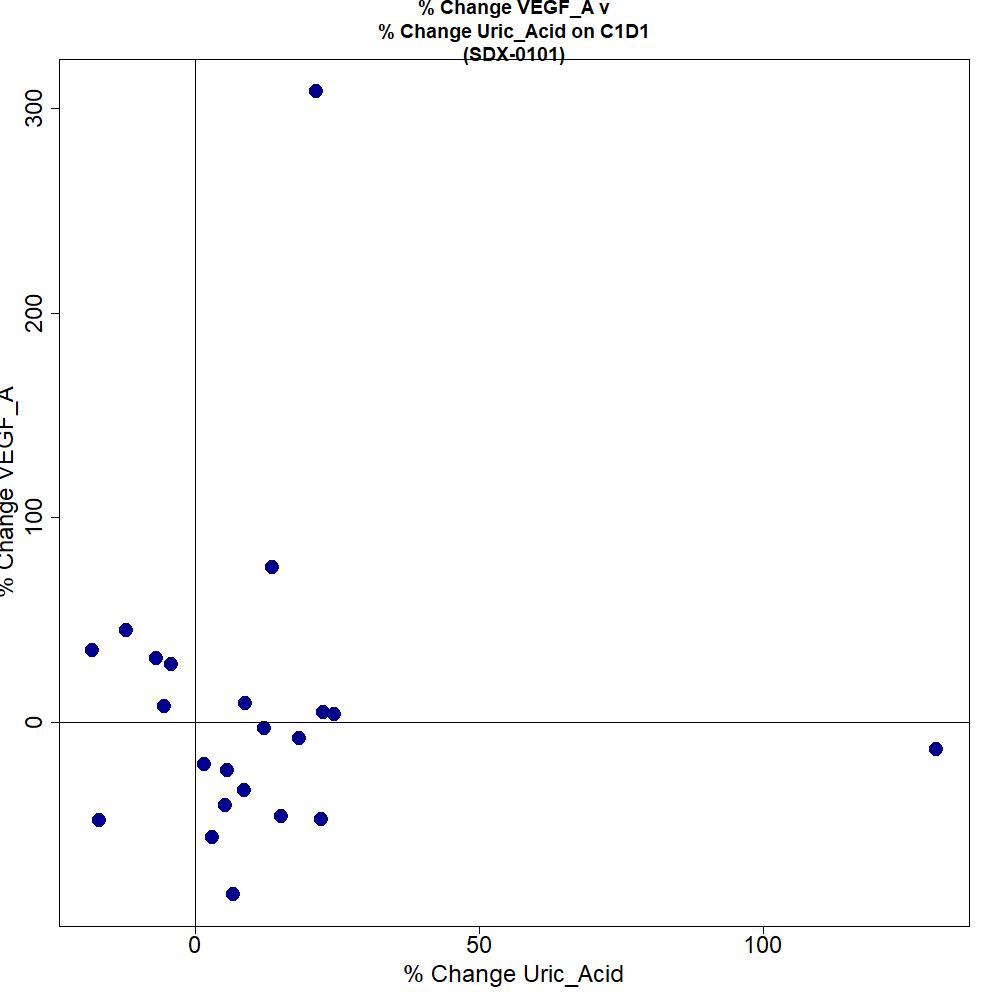 % Change VEGF_A v
% Change Uric_Acid on C1D1
(SDX-0101)
% Change VEGF_A
300
200
100
0
0
50
100
% Change Uric_Acid